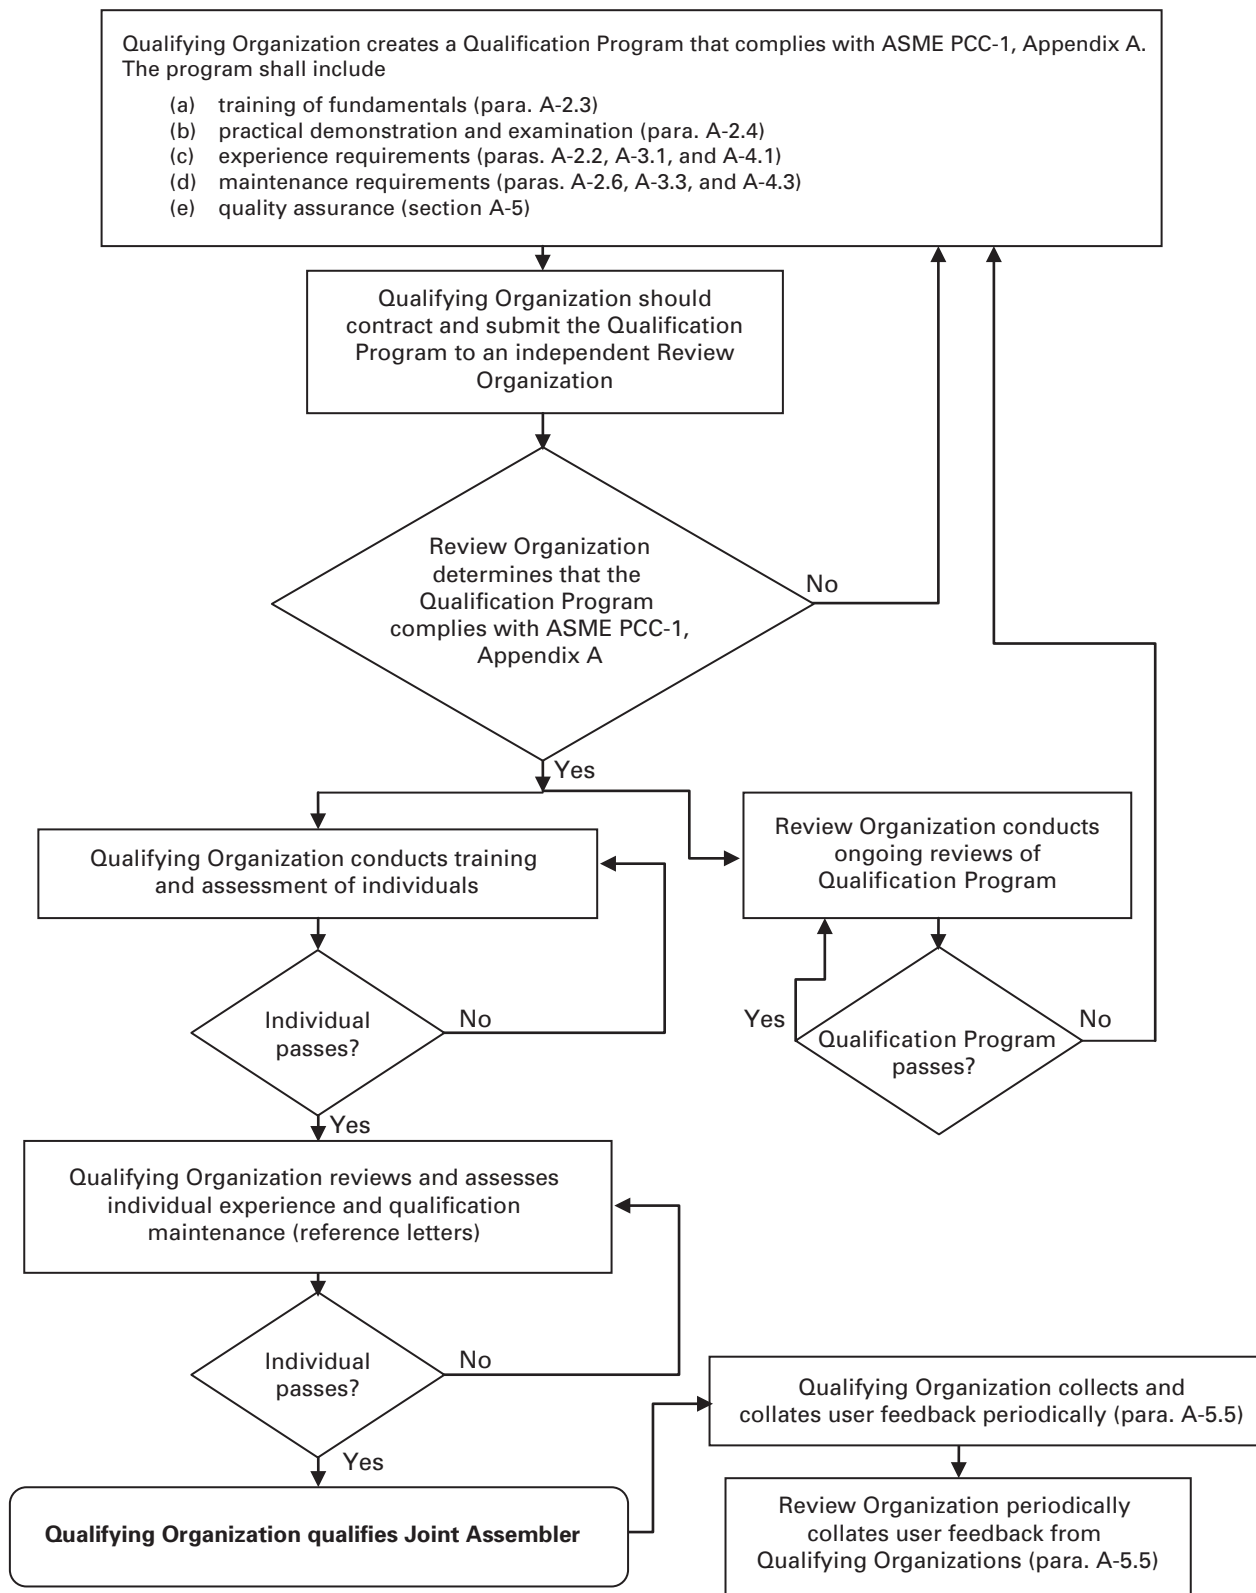 Qualifying Organization creates a Qualification Program that complies with ASME PCC-1, Appendix A.
The program shall include
(a) training of fundamentals (para. A-2.3)
(b) practical demonstration and examination (para. A-2.4)
(c) experience requirements (paras. A-2.2, A-3.1, and A-4.1)
(d) maintenance requirements (paras. A-2.6, A-3.3, and A-4.3)
(e) quality assurance (section A-5)
Qualifying Organization should
contract and submit the Qualification
Program to an independent Review
Organization
Review Organization
determines that the
Qualification Program
complies with ASME PCC-1,
Appendix A
No
Yes
Qualifying Organization conducts training
and assessment of individuals
Review Organization conducts
ongoing reviews of
Qualification Program
Individual
passes?
No
Yes
Qualification Program
passes?
Yes
No
Qualifying Organization reviews and assesses
individual experience and qualification
maintenance (reference letters)
Individual
passes?
No
Yes
Qualifying Organization qualifies Joint Assembler
Qualifying Organization collects and
collates user feedback periodically (para. A-5.5)
Review Organization periodically
collates user feedback from
Qualifying Organizations (para. A-5.5)